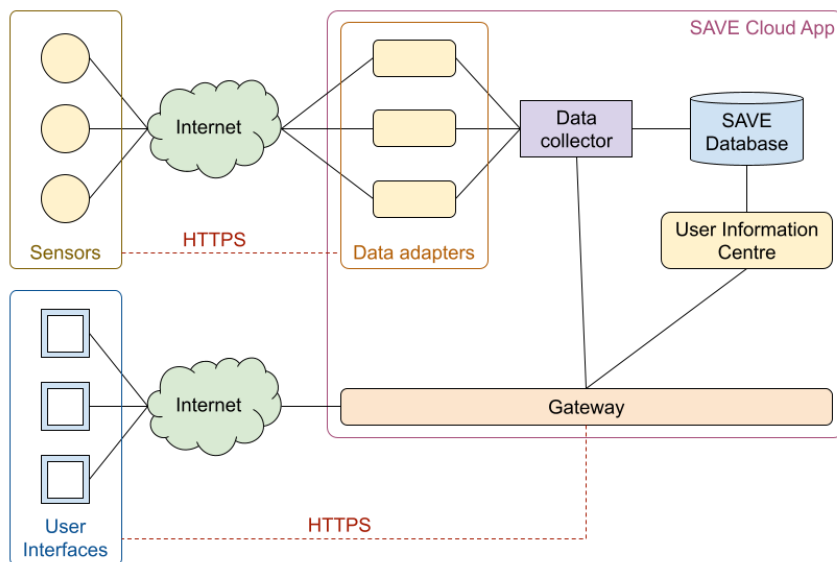 SAVE Cloud App
Internet
Data
collector
SAVE
Database
HTTPS
Sensors
Data adapters
User Information
Centre
Internet
Gateway
User
Interfaces
HTTPS